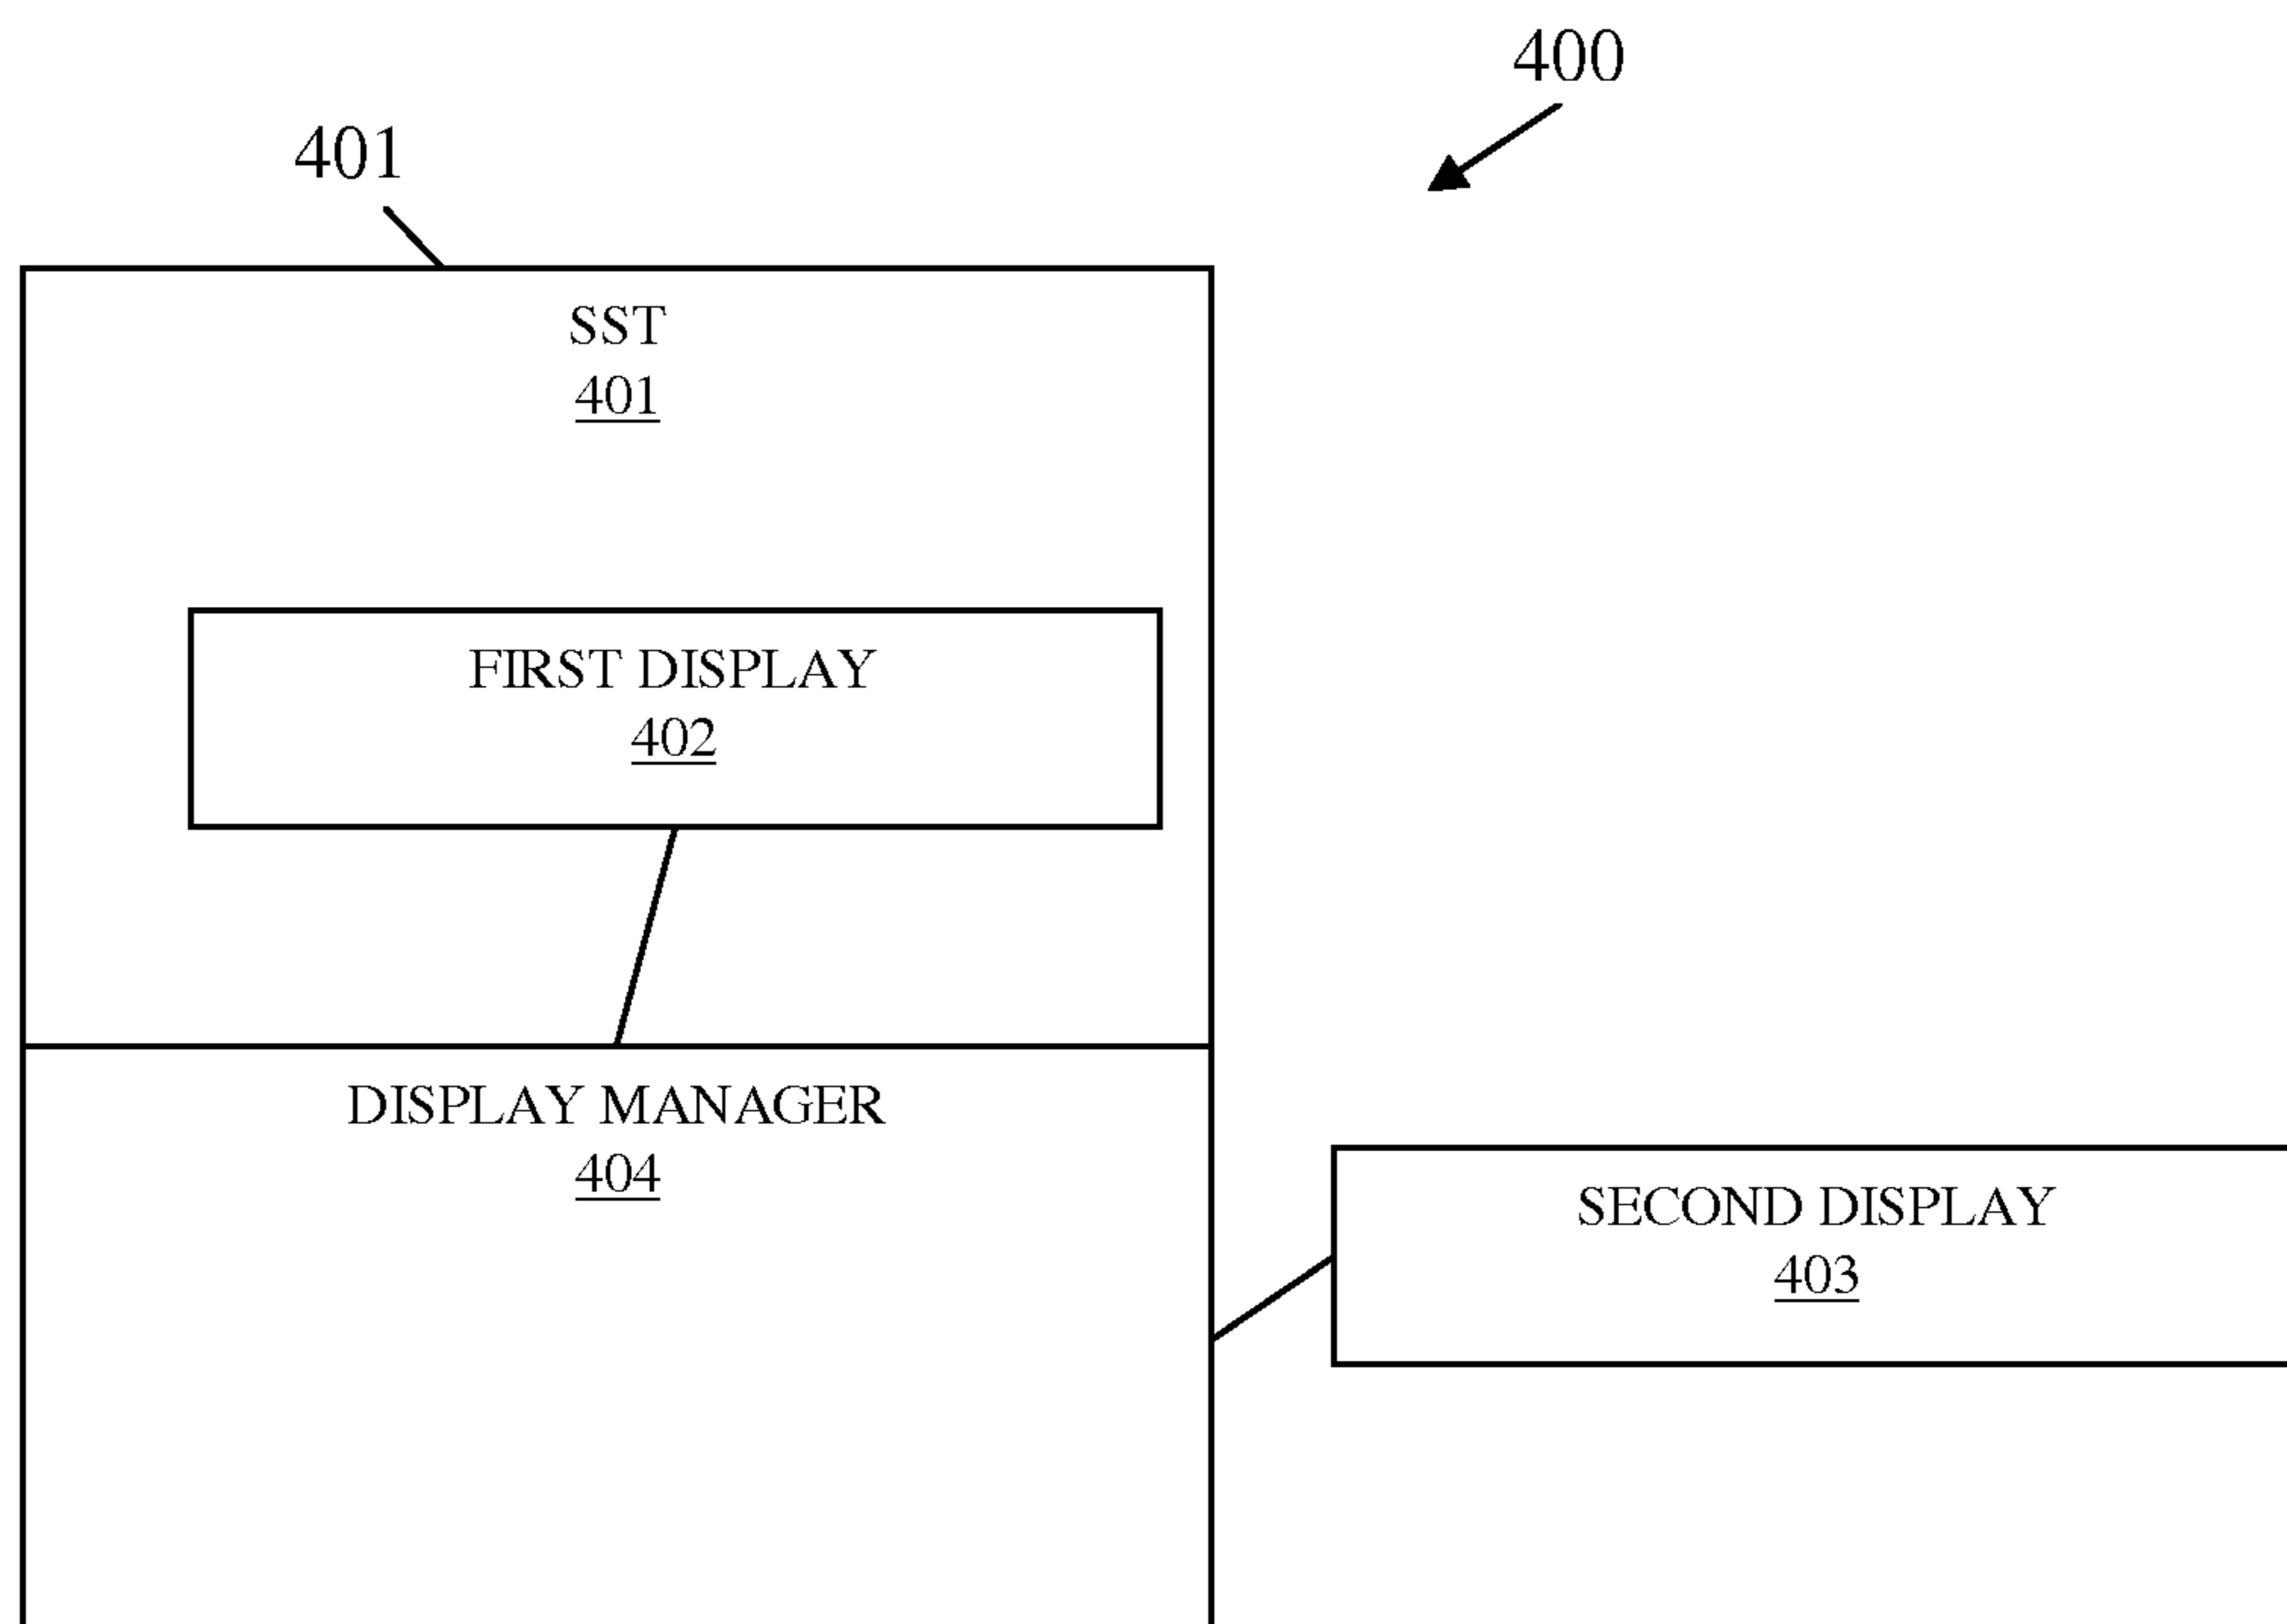 400
401
SST
401
FIRST DISPLAY
402
DISPLAY MANAGER
404
SECOND DISPLAY
403